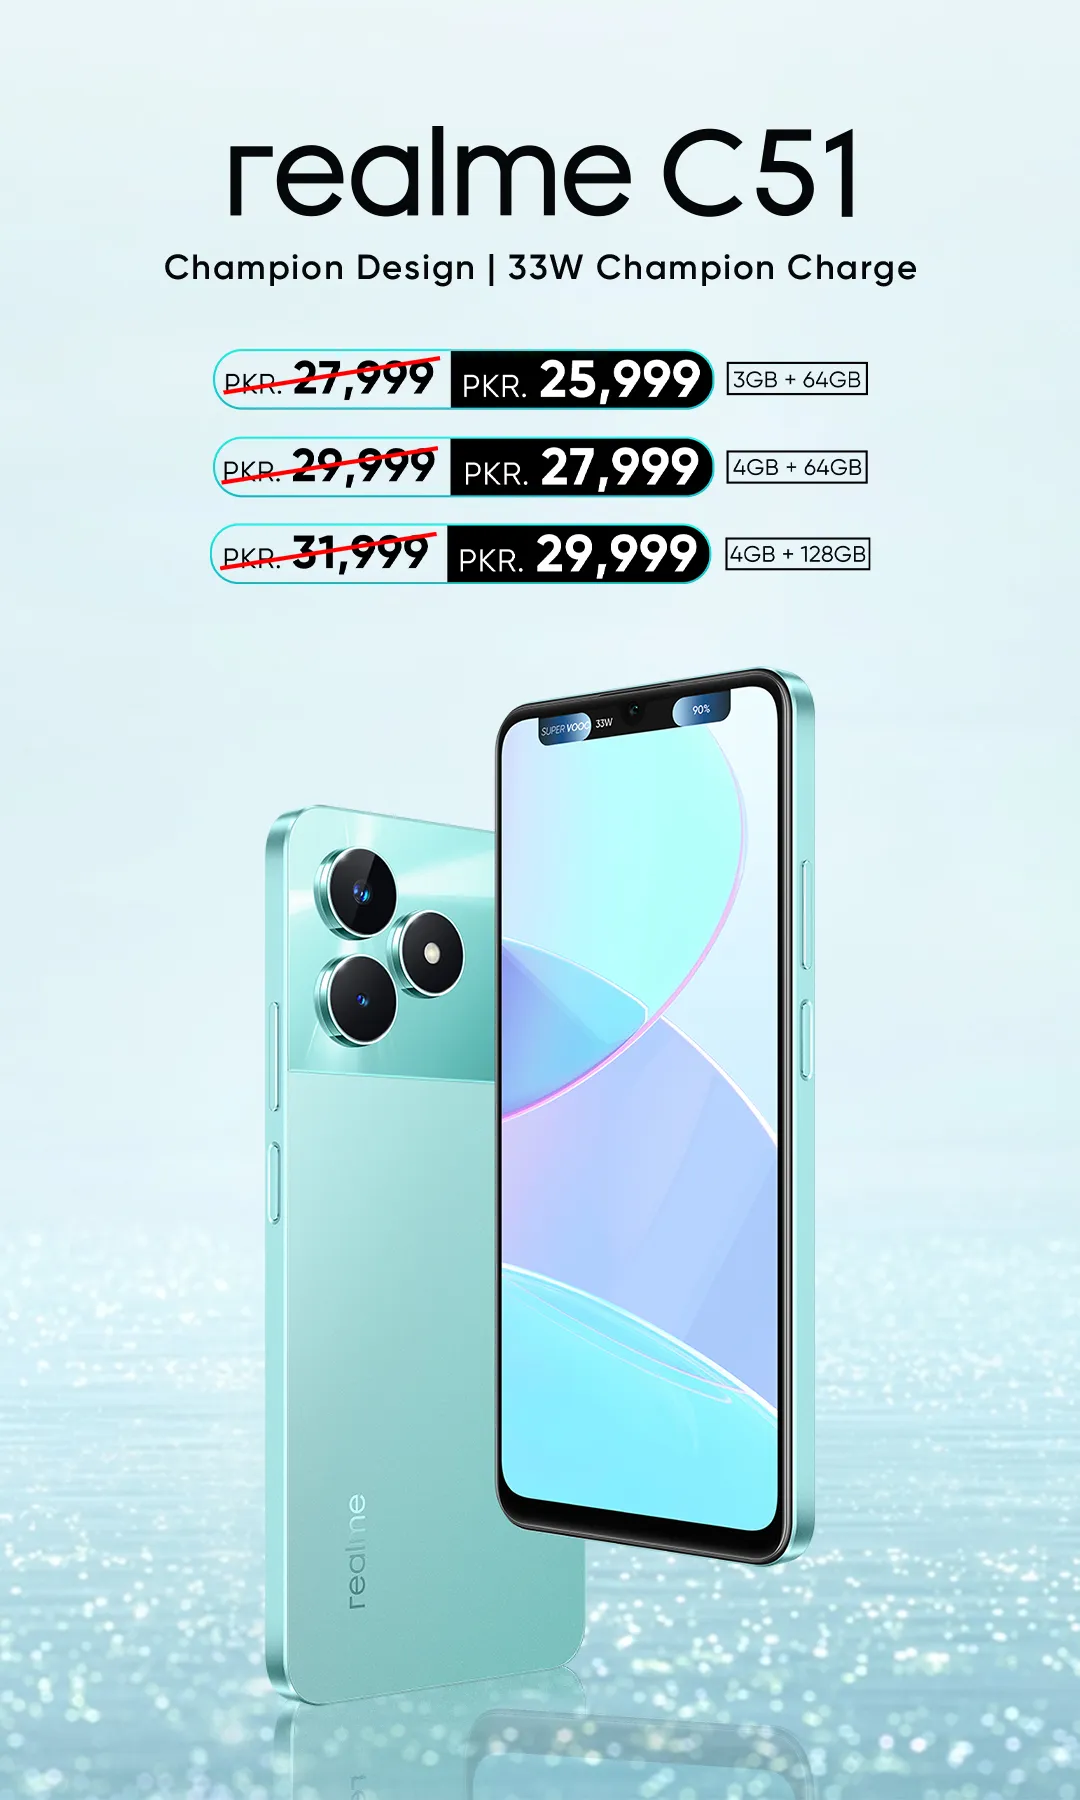 realme C51
Champion Design | 33W Champion Charge
PKR. 27,999 PKR. 25,999 3GB + 64GB
PKR. 29,999 PKR. 27,999 4GB + 64GB
PKR. 31,999 PKR. 29,999 4GB + 128GB
SUPER VOOC 33W 90%
realme